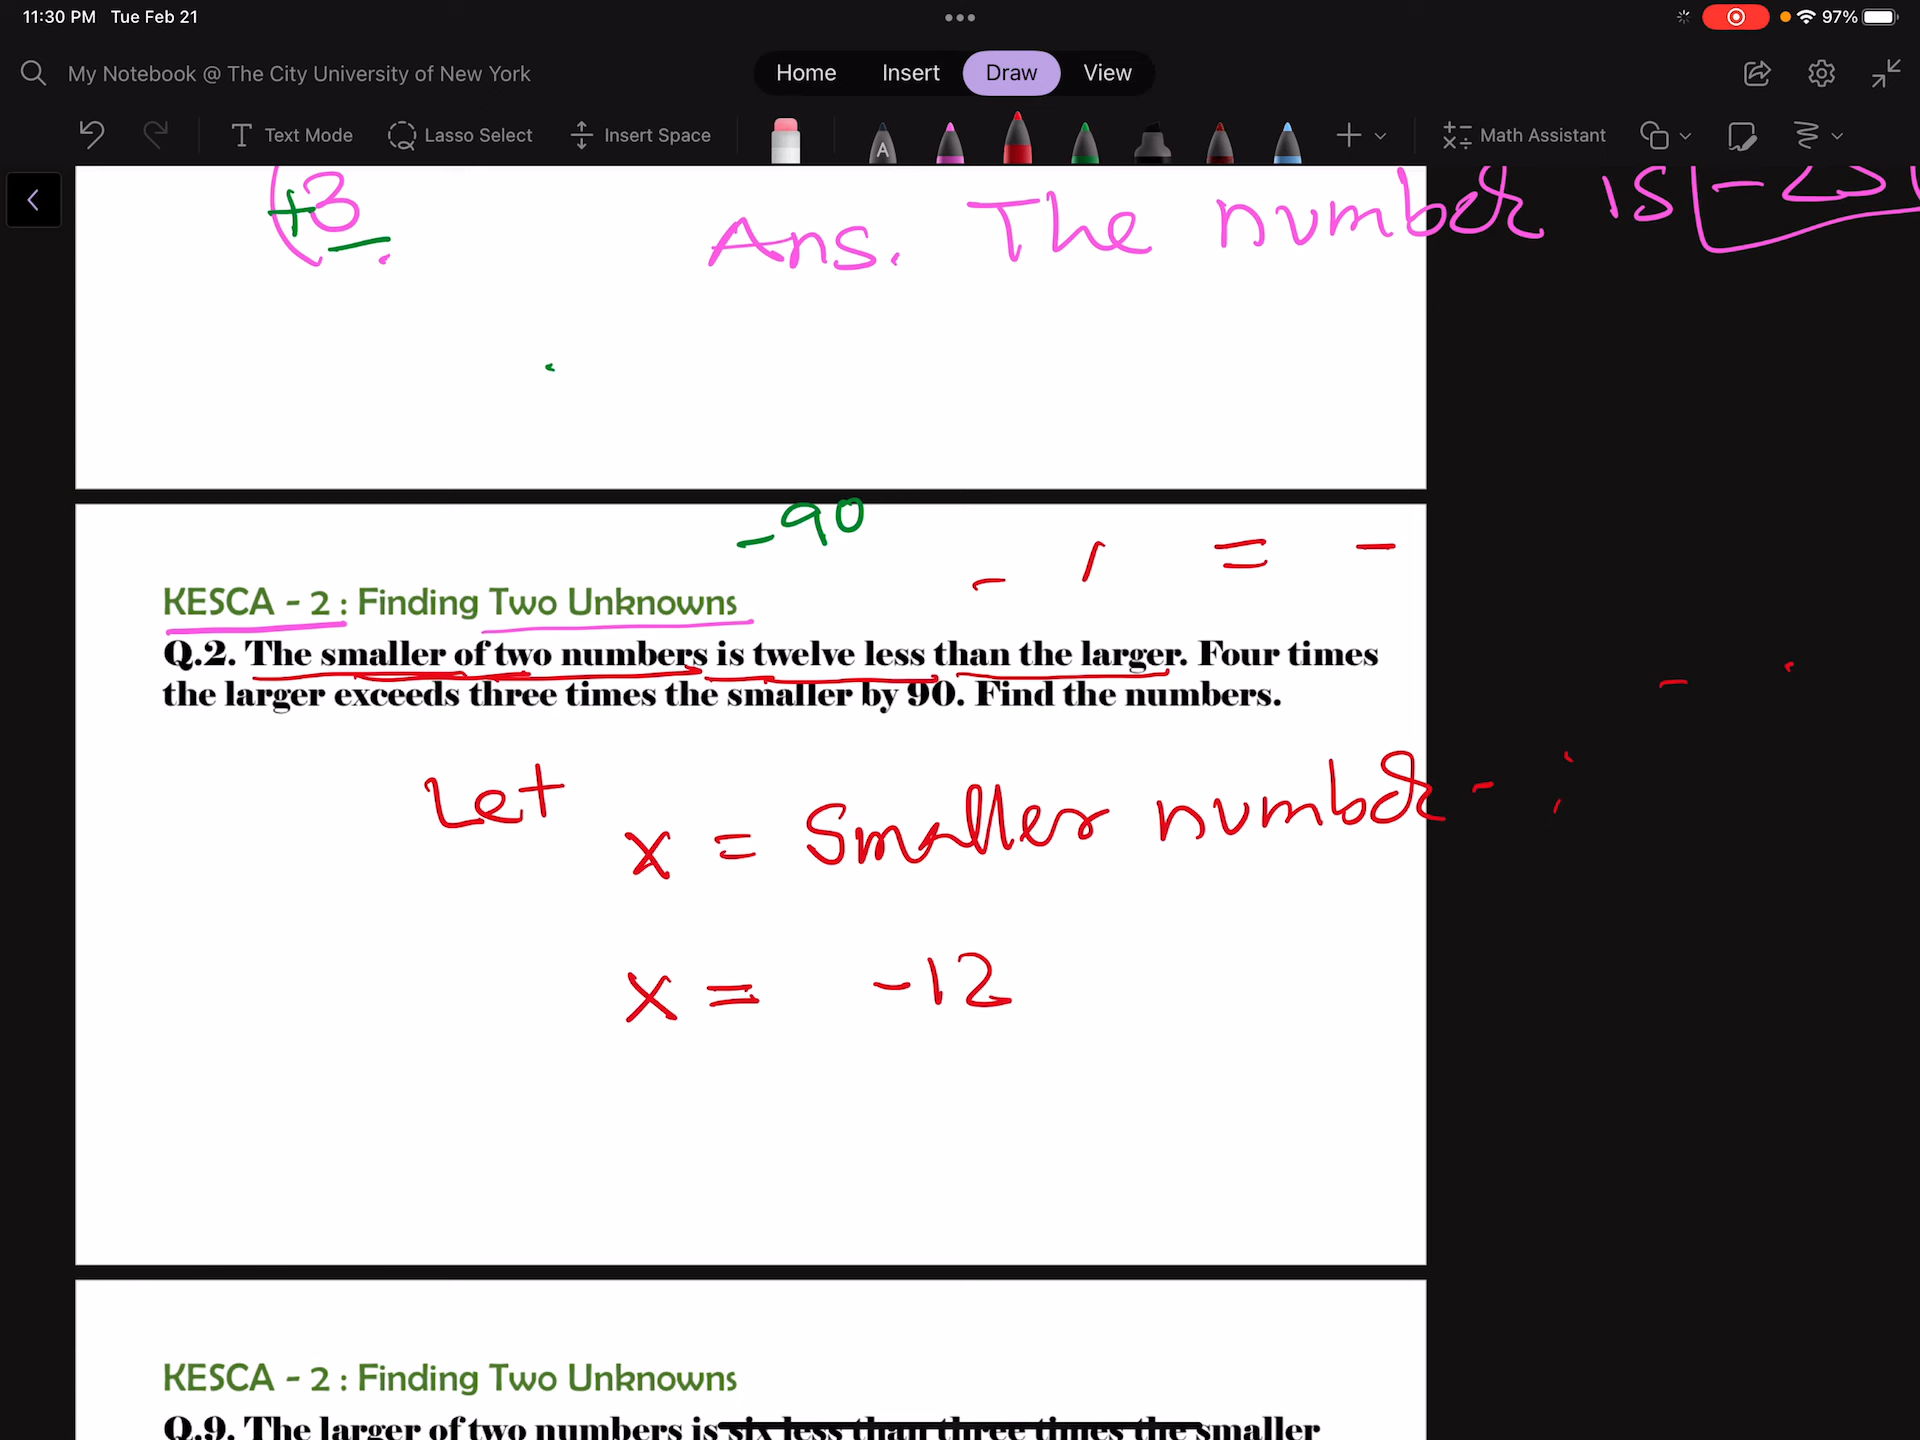 11:30 PM Tue Feb 21
97%
My Notebook @ The City University of New York
Home Insert Draw View
Text Mode Lasso Select Insert Space A Math Assistant
+3
Ans. The number is
-90
- = -
KESCA - 2 : Finding Two Unknowns
Q.2. The smaller of two numbers is twelve less than the larger. Four times
the larger exceeds three times the smaller by 90. Find the numbers.
Let
x = Smaller number
x = -12
KESCA - 2 : Finding Two Unknowns
Q.9. The larger of two numbers is six less than three times the smaller